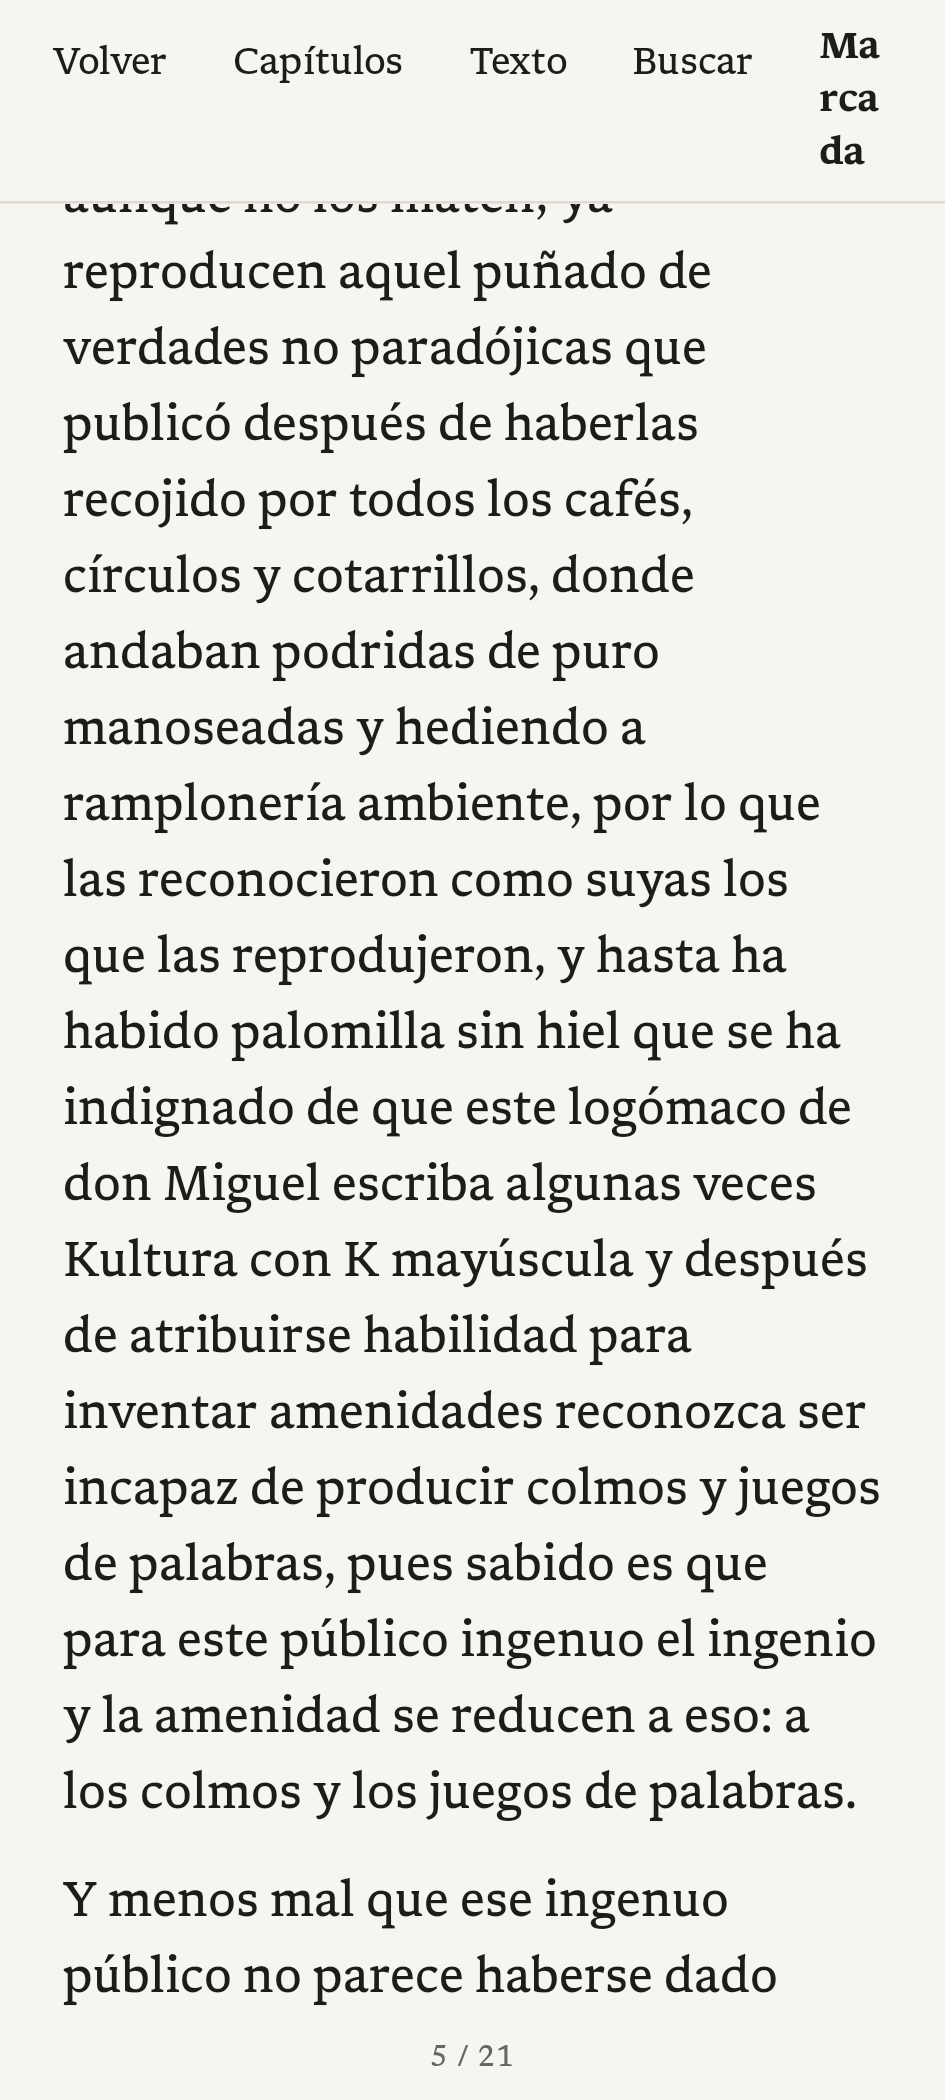 Volver Capítulos Texto Buscar Ma
rca
da
aunque no los maten, ya
reproducen aquel puñado de
verdades no paradójicas que
publicó después de haberlas
recojido por todos los cafés,
círculos y cotarrillos, donde
andaban podridas de puro
manoseadas y hediendo a
ramplonería ambiente, por lo que
las reconocieron como suyas los
que las reprodujeron, y hasta ha
habido palomilla sin hiel que se ha
indignado de que este logómaco de
don Miguel escriba algunas veces
Kultura con K mayúscula y después
de atribuirse habilidad para
inventar amenidades reconozca ser
incapaz de producir colmos y juegos
de palabras, pues sabido es que
para este público ingenuo el ingenio
y la amenidad se reducen a eso: a
los colmos y los juegos de palabras.
Y menos mal que ese ingenuo
público no parece haberse dado
5 / 21